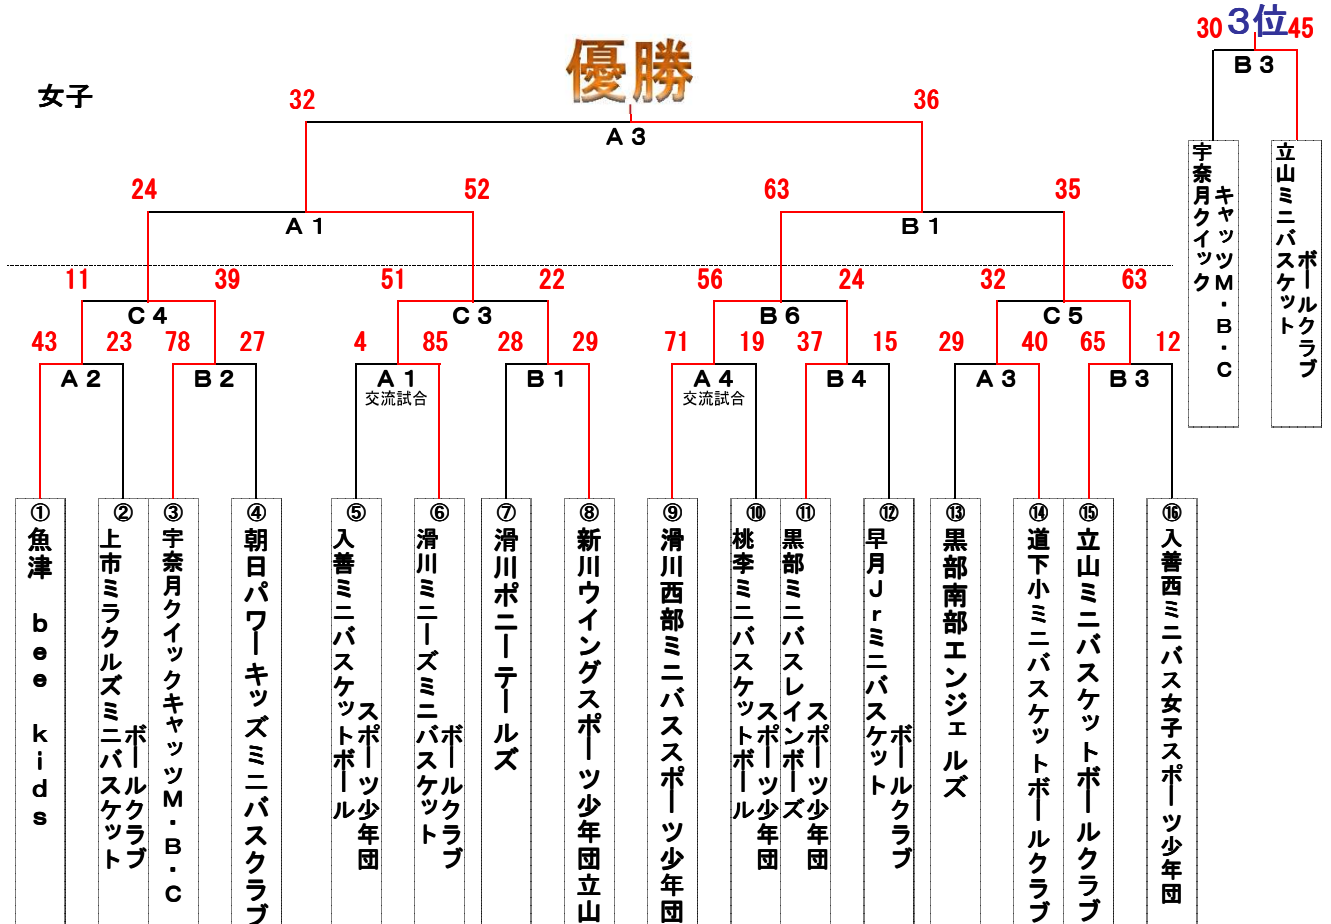 30 3位 45
B3
優勝
女子
32 36
A3
宇奈月クイック
キャッツM・B・C
立山ミニバスケット
ボールクラブ
24 52 63 35
A1 B1
11 39 51 22 56 24 32 63
C4 C3 B6 C5
43 23 78 27 4 85 28 29 71 19 37 15 29 40 65 12
A2 B2 A1 B1 A4 B4 A3 B3
交流試合 交流試合
①魚津 bee kids
②上市ミラクルズミニバスケット
ボールクラブ
③宇奈月クイックキャッツM・B・C
④朝日パワーキッズミニバスクラブ
⑤入善ミニバスケットボール
スポーツ少年団
⑥滑川ミニーズミニバスケット
ボールクラブ
⑦滑川ポニーテールズ
⑧新川ウイングスポーツ少年団立山
⑨滑川西部ミニバススポーツ少年団
⑩桃李ミニバスケットボール
スポーツ少年団
⑪黒部ミニバスレインボーズ
スポーツ少年団
⑫早月Jrミニバスケット
ボールクラブ
⑬黒部南部エンジェルズ
⑭道下小ミニバスケットボールクラブ
⑮立山ミニバスケットボールクラブ
⑯入善西ミニバス女子スポーツ少年団